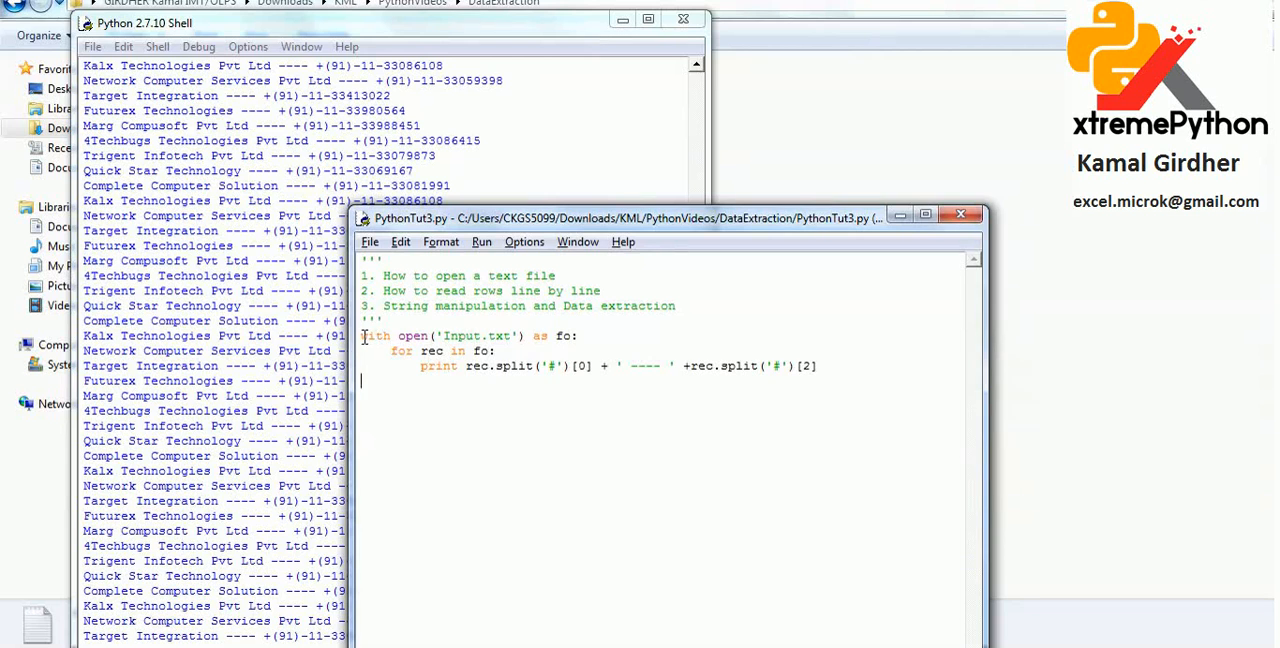 GIRDHER Kamal IMT/OLPS Downloads KML PythonVideos DataExtraction
Organize
Favorit
Desk
Libra
Dow
Rece
Docu
Librari
Docu
Mus
My P
Pictu
Vide
Comp
Syste
Netwo
Python 2.7.10 Shell
File Edit Shell Debug Options Window Help
Kalx Technologies Pvt Ltd ---- +(91)-11-33086108
Network Computer Services Pvt Ltd ---- +(91)-11-33059398
Target Integration ---- +(91)-11-33413022
Futurex Technologies ---- +(91)-11-33980564
Marg Compusoft Pvt Ltd ---- +(91)-11-33988451
4Techbugs Technologies Pvt Ltd ---- +(91)-11-33086415
Trigent Infotech Pvt Ltd ---- +(91)-11-33079873
Quick Star Technology ---- +(91)-11-33069167
Complete Computer Solution ---- +(91)-11-33081991
Kalx Technologies Pvt Ltd ---- +(91)-11-33086108
Network Computer Services Pvt Ltd
Target Integration ---- +(91)-11-33
Futurex Technologies ---- +(91)-11-
Marg Compusoft Pvt Ltd ---- +(91)-1
4Techbugs Technologies Pvt Ltd ----
Trigent Infotech Pvt Ltd ---- +(91)
Quick Star Technology ---- +(91)-11
Complete Computer Solution ---- +(9
Kalx Technologies Pvt Ltd ---- +(91
Network Computer Services Pvt Ltd
Target Integration ---- +(91)-11-33
Futurex Technologies ---- +(91)-11-
Marg Compusoft Pvt Ltd ---- +(91)-1
4Techbugs Technologies Pvt Ltd ----
Trigent Infotech Pvt Ltd ---- +(91)
Quick Star Technology ---- +(91)-11
Complete Computer Solution ---- +(9
Kalx Technologies Pvt Ltd ---- +(91
Network Computer Services Pvt Ltd
Target Integration ---- +(91)-11-33
Futurex Technologies ---- +(91)-11-
Marg Compusoft Pvt Ltd ---- +(91)-1
4Techbugs Technologies Pvt Ltd ----
Trigent Infotech Pvt Ltd ---- +(91)
Quick Star Technology ---- +(91)-11
Complete Computer Solution ---- +(9
Kalx Technologies Pvt Ltd ---- +(91
Network Computer Services Pvt Ltd
Target Integration ---- +(91)-11-33
PythonTut3.py - C:/Users/CKGS5099/Downloads/KML/PythonVideos/DataExtraction/PythonTut3.py (...
File Edit Format Run Options Window Help
'''
1. How to open a text file
2. How to read rows line by line
3. String manipulation and Data extraction
'''
with open('Input.txt') as fo:
for rec in fo:
print rec.split('#')[0] + ' ---- ' +rec.split('#')[2]
xtremePython
Kamal Girdher
excel.microk@gmail.com